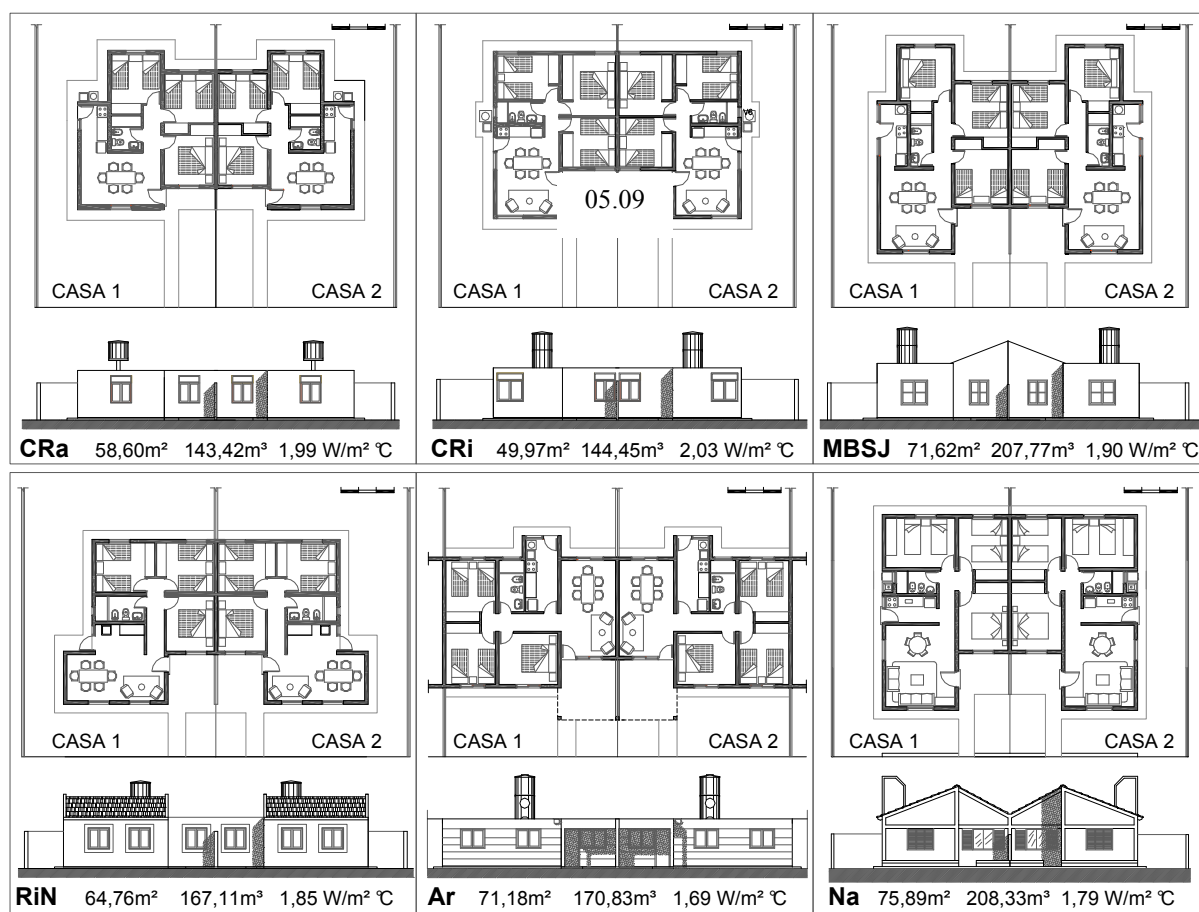 05.09
CASA 1 CASA 2 CASA 1 CASA 2 CASA 1 CASA 2
CRa 58,60m² 143,42m³ 1,99 W/m² °C CRi 49,97m² 144,45m³ 2,03 W/m² °C MBSJ 71,62m² 207,77m³ 1,90 W/m² °C
CASA 1 CASA 2 CASA 1 CASA 2 CASA 1 CASA 2
RiN 64,76m² 167,11m³ 1,85 W/m² °C Ar 71,18m² 170,83m³ 1,69 W/m² °C Na 75,89m² 208,33m³ 1,79 W/m² °C